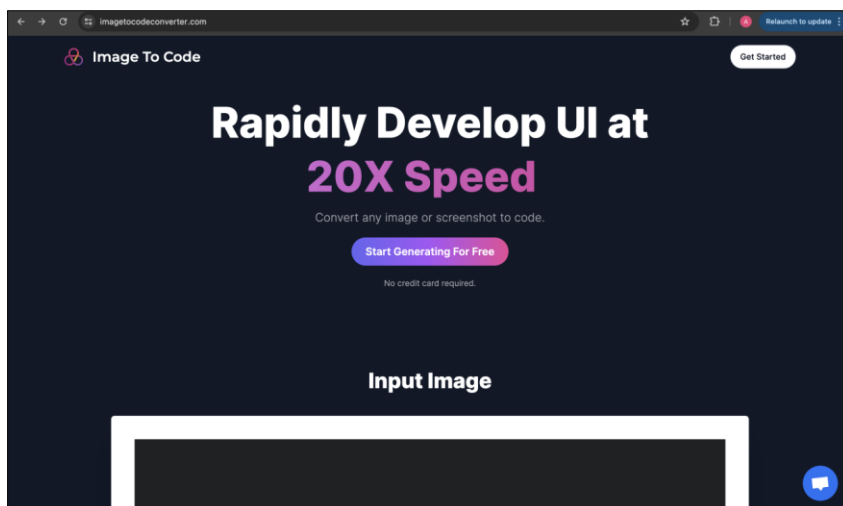 imagetocodeconverter.com
A
Relaunch to update
Image To Code
Get Started
Rapidly Develop UI at
20X Speed
Convert any image or screenshot to code.
Start Generating For Free
No credit card required.
Input Image